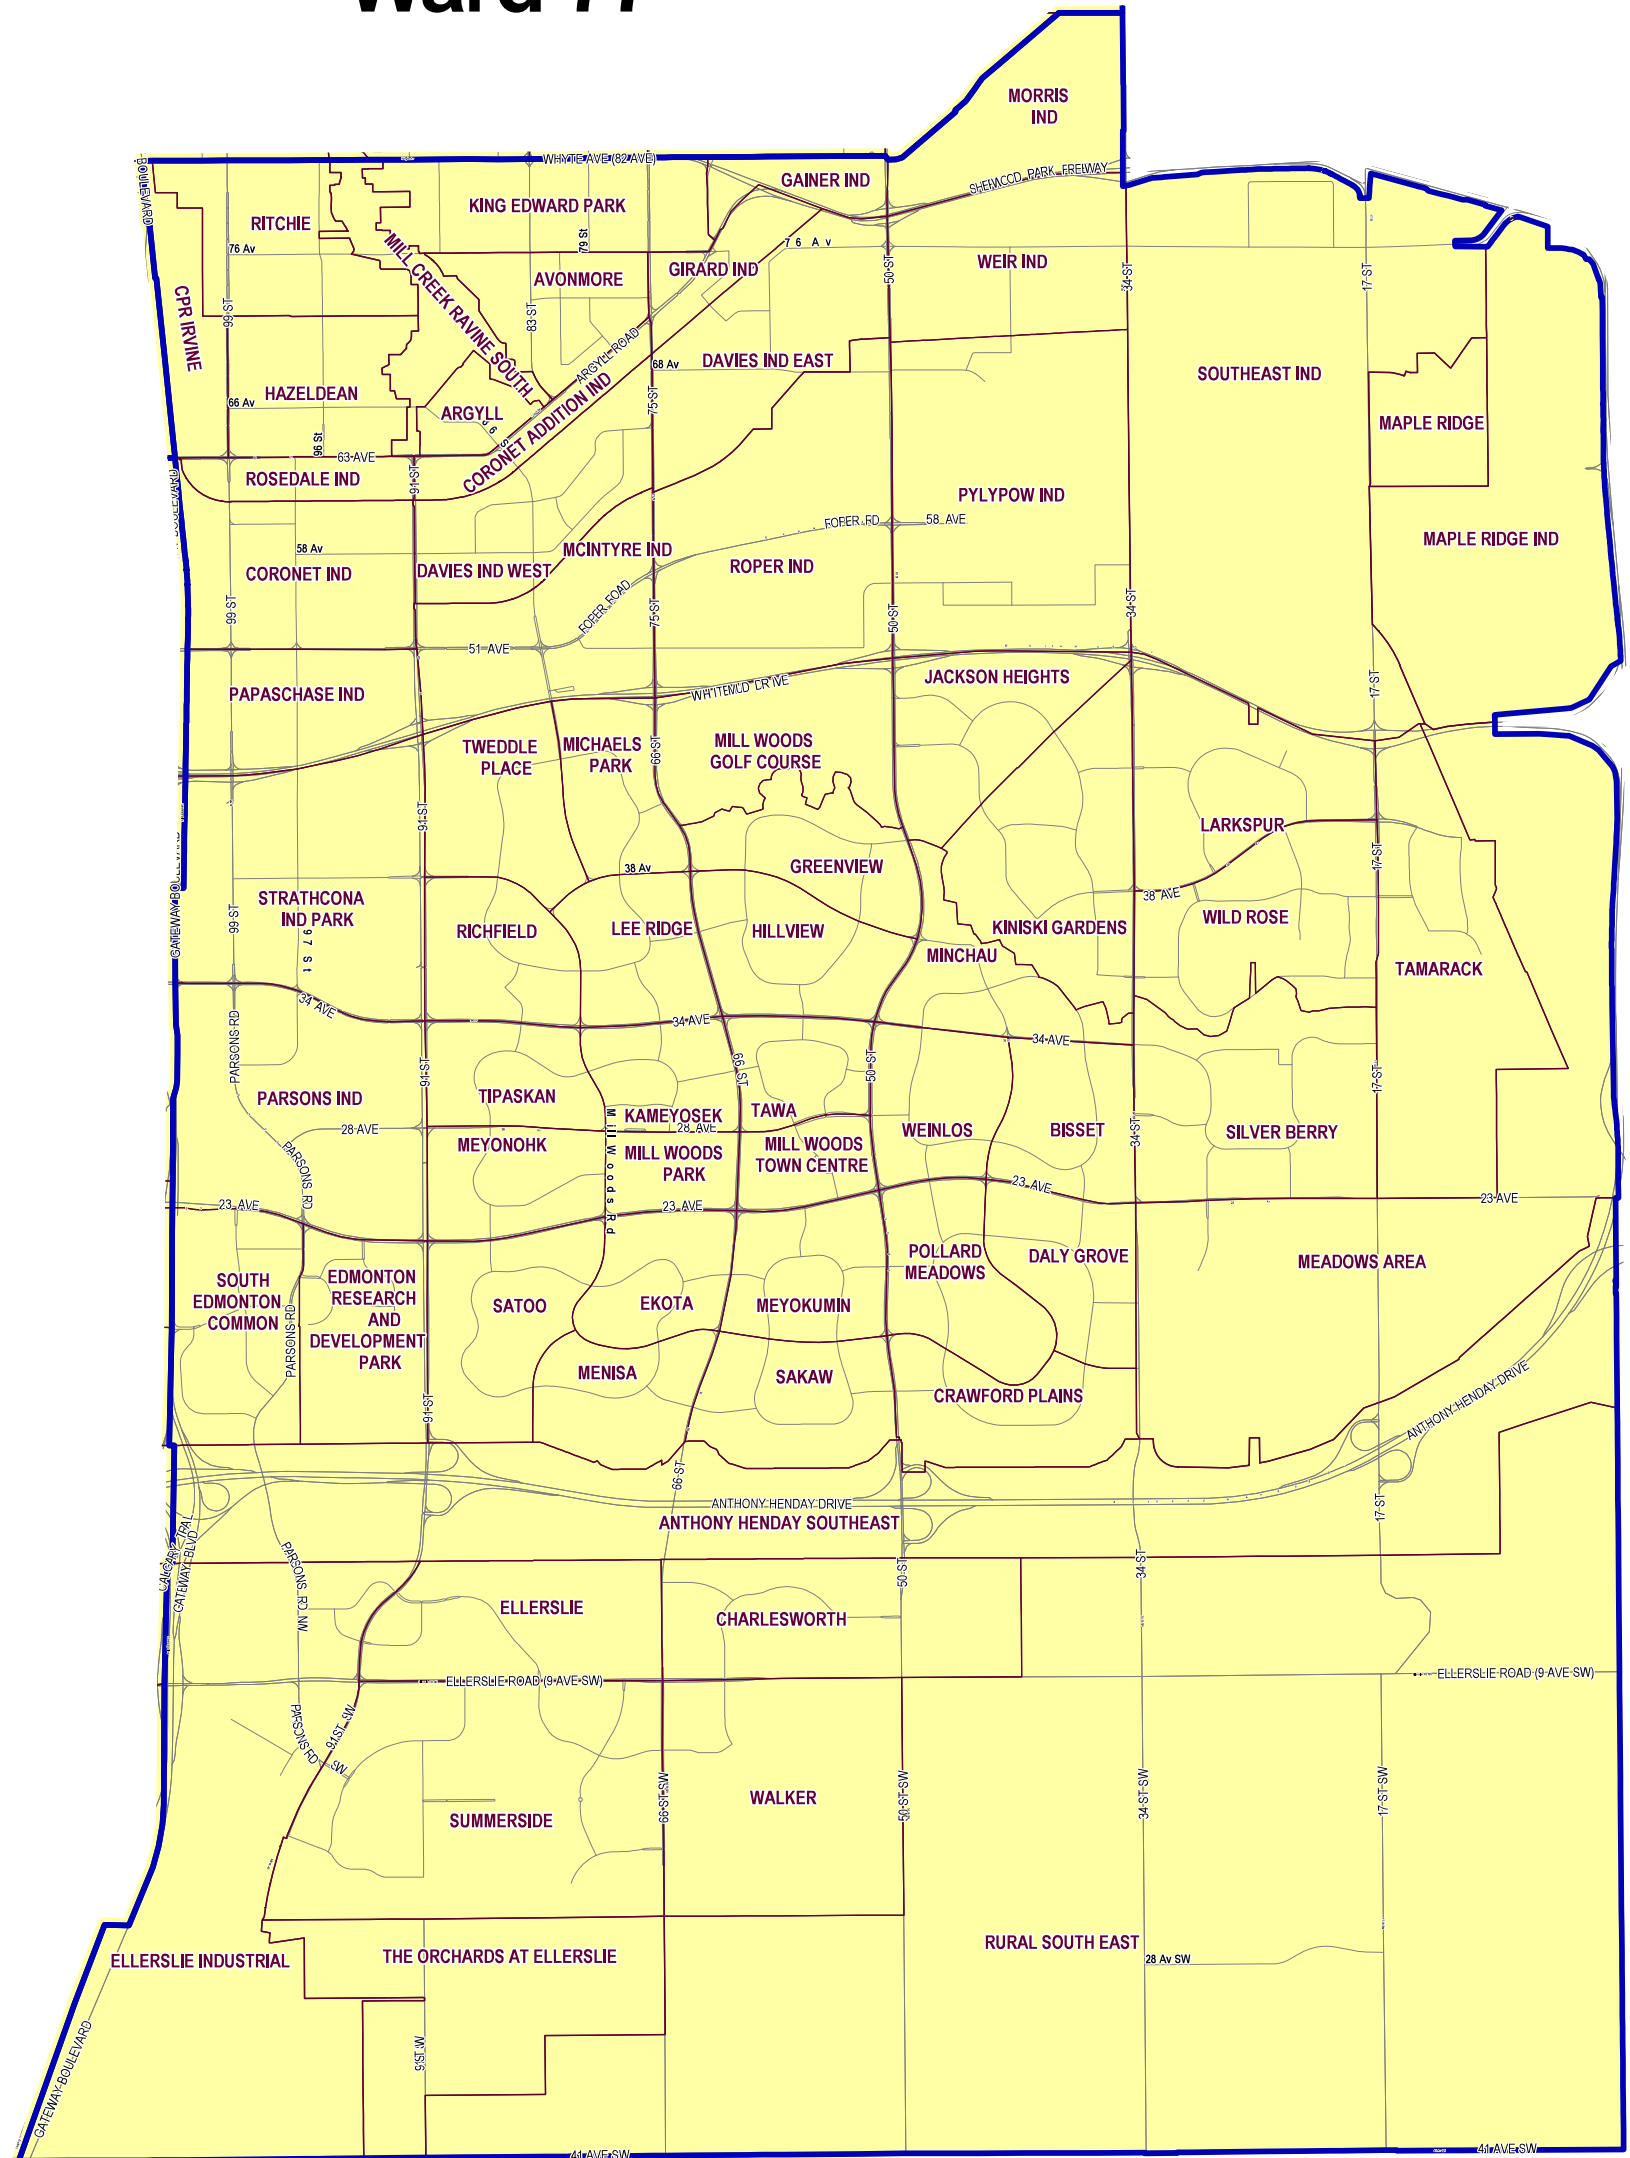 MORRIS
IND
WHYTE AVE (82 AVE)
GAINER IND
SHERWOOD PARK FREEWAY
BOULEVARD
KING EDWARD PARK
RITCHIE
76 Av
79 St
76 Av
MILL CREEK RAVINE SOUTH
AVONMORE
GIRARD IND
WEIR IND
50 ST
34 ST
17 ST
CPR IRVINE
99 ST
83 ST
ARGYLL ROAD
68 Av
DAVIES IND EAST
SOUTHEAST IND
HAZELDEAN
66 Av
ARGYLL
CORONET ADDITION IND
75 ST
MAPLE RIDGE
96 St
63 AVE
ROSEDALE IND
91 ST
PYLYPOW IND
58 AVE
MAPLE RIDGE IND
58 Av
MCINTYRE IND
CORONET IND
DAVIES IND WEST
ROPER IND
99 ST
75 ST
50 ST
34 ST
51 AVE
PAPASCHASE IND
JACKSON HEIGHTS
17 ST
TWEDDLE
PLACE
MICHAELS
PARK
MILL WOODS
GOLF COURSE
66 ST
91 ST
LARKSPUR
17 ST
GREENVIEW
38 Av
38 AVE
STRATHCONA
IND PARK
97 St
99 ST
GATEWAY BOULEVARD
RICHFIELD
LEE RIDGE
HILLVIEW
KINISKI GARDENS
WILD ROSE
MINCHAU
TAMARACK
34 AVE
34 AVE
34 AVE
PARSONS RD
91 ST
66 ST
50 ST
17 ST
PARSONS IND
TIPASKAN
KAMEYOSEK
TAWA
28 AVE
28 AVE
MEYONOHK
Mill Woods Rd
MILL WOODS
PARK
MILL WOODS
TOWN CENTRE
WEINLOS
BISSET
34 ST
SILVER BERRY
PARSONS RD
23 AVE
23 AVE
23 AVE
23 AVE
SOUTH
EDMONTON
COMMON
PARSONS RD
EDMONTON
RESEARCH
AND
DEVELOPMENT
PARK
SATOO
EKOTA
MEYOKUMIN
POLLARD
MEADOWS
DALY GROVE
MEADOWS AREA
MENISA
SAKAW
CRAWFORD PLAINS
91 ST
ANTHONY HENDAY DRIVE
66 ST
ANTHONY HENDAY DRIVE
ANTHONY HENDAY SOUTHEAST
17 ST
GATEWAY BLVD
PARSONS RD NW
50 ST
34 ST
ELLERSLIE
CHARLESWORTH
ELLERSLIE ROAD (9 AVE SW)
ELLERSLIE ROAD (9 AVE SW)
PARSONS RD SW
91 ST SW
66 ST SW
50 ST SW
34 ST SW
17 ST SW
WALKER
SUMMERSIDE
ELLERSLIE INDUSTRIAL
THE ORCHARDS AT ELLERSLIE
RURAL SOUTH EAST
28 Av SW
GATEWAY BOULEVARD
41 AVE SW
41 AVE SW